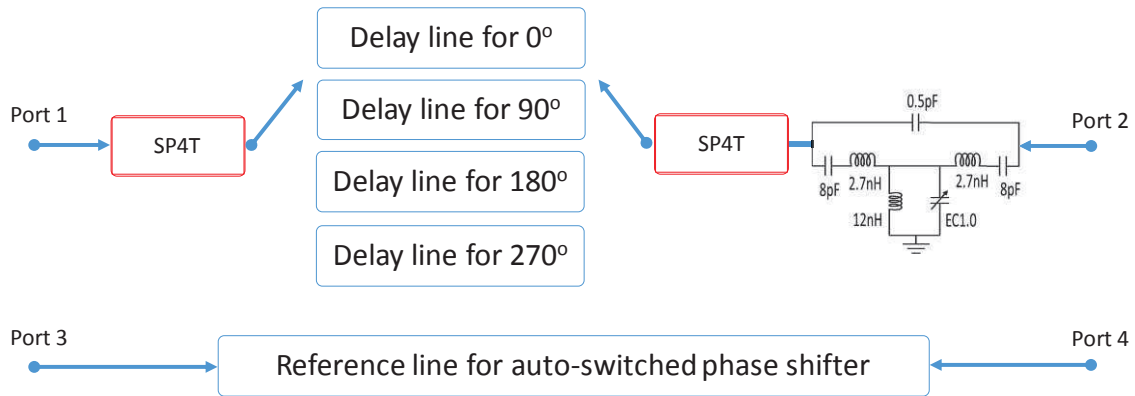 Delay line for 0°
Delay line for 90°
Delay line for 180°
Delay line for 270°
Port 1
SP4T
SP4T
0.5pF
Port 2
8pF
2.7nH
2.7nH
8pF
12nH
EC1.0
Port 3
Reference line for auto-switched phase shifter
Port 4